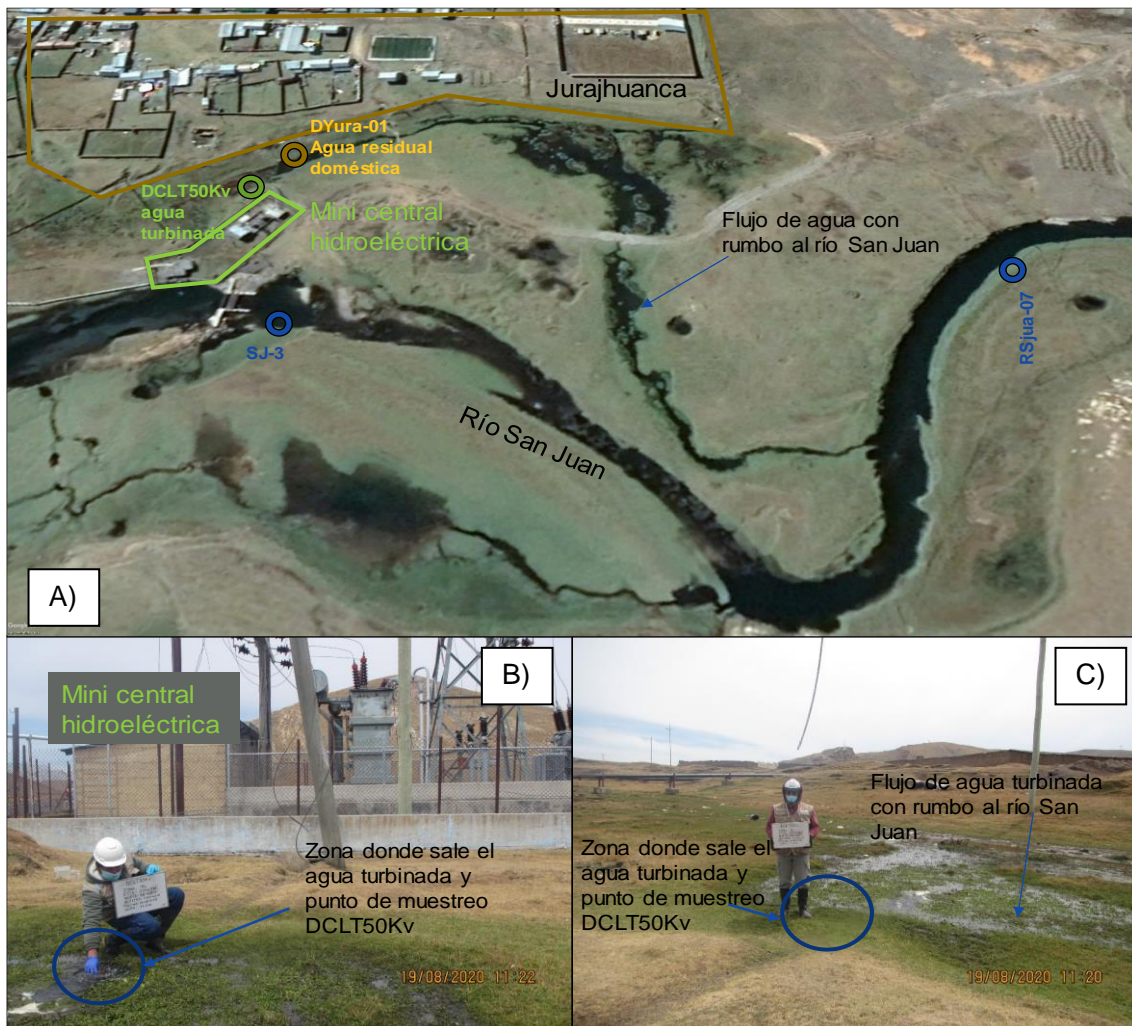 Jurajhuanca
DYura-01
Agua residual
doméstica
DCLT50Kv
agua
turbinada
Mini central
hidroeléctrica
Flujo de agua con
rumbo al río San Juan
RSjua-07
SJ-3
Río San Juan
A)
B)
Mini central
hidroeléctrica
Zona donde sale el
agua turbinada y
punto de muestreo
DCLT50Kv
19/08/2020 11:22
C)
Flujo de agua turbinada
con rumbo al río San
Juan
Zona donde sale el
agua turbinada y
punto de muestreo
DCLT50Kv
19/08/2020 11:20